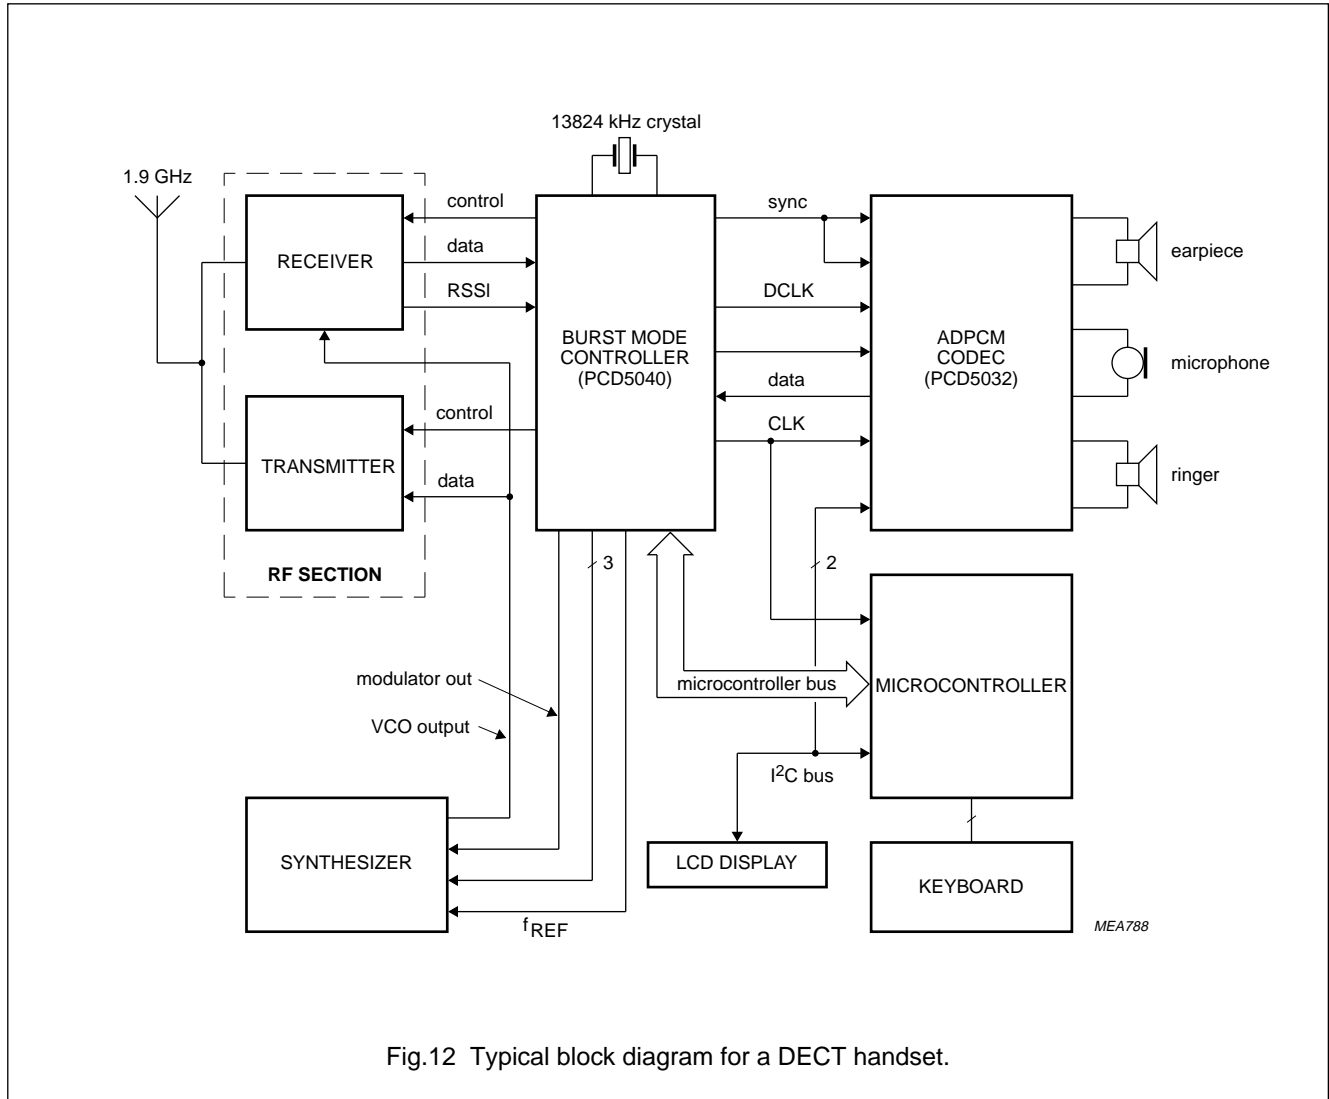 13824 kHz crystal
1.9 GHz
control
sync
RECEIVER
data
earpiece
RSSI
DCLK
BURST MODE
CONTROLLER
(PCD5040)
ADPCM
CODEC
(PCD5032)
microphone
data
control
CLK
TRANSMITTER
data
ringer
RF SECTION
3
2
modulator out
microcontroller bus
MICROCONTROLLER
VCO output
I²C bus
SYNTHESIZER
LCD DISPLAY
KEYBOARD
fREF
MEA788
Fig.12 Typical block diagram for a DECT handset.